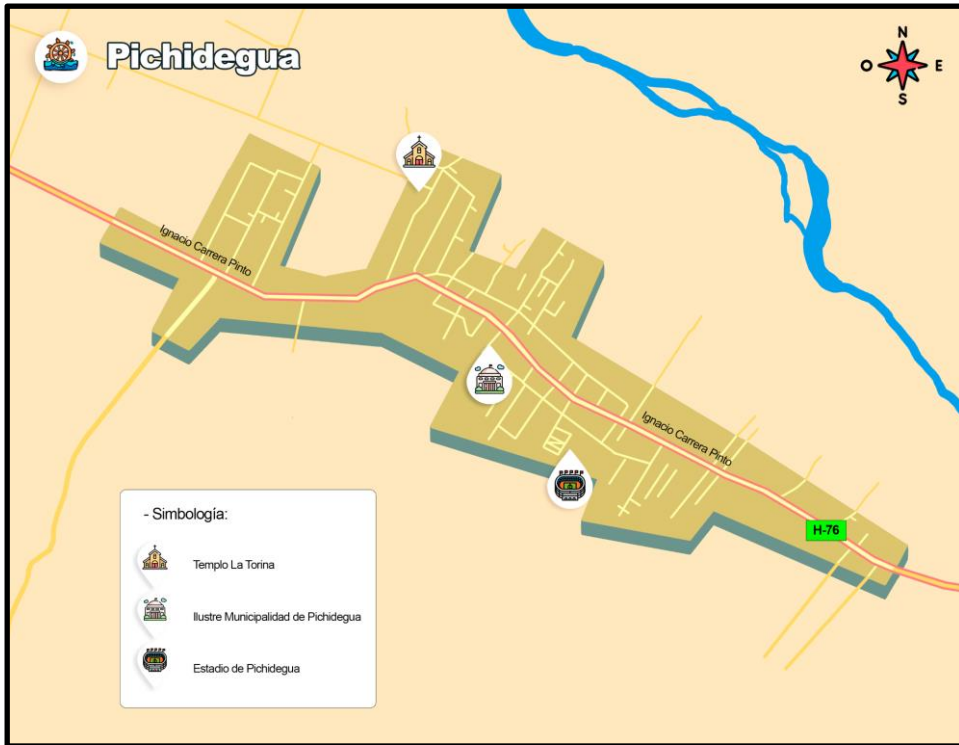 Pichidegua
N
O
E
S
Ignacio Carrera Pinto
Ignacio Carrera Pinto
H-76
- Simbología:
Templo La Torina
Ilustre Municipalidad de Pichidegua
Estadio de Pichidegua